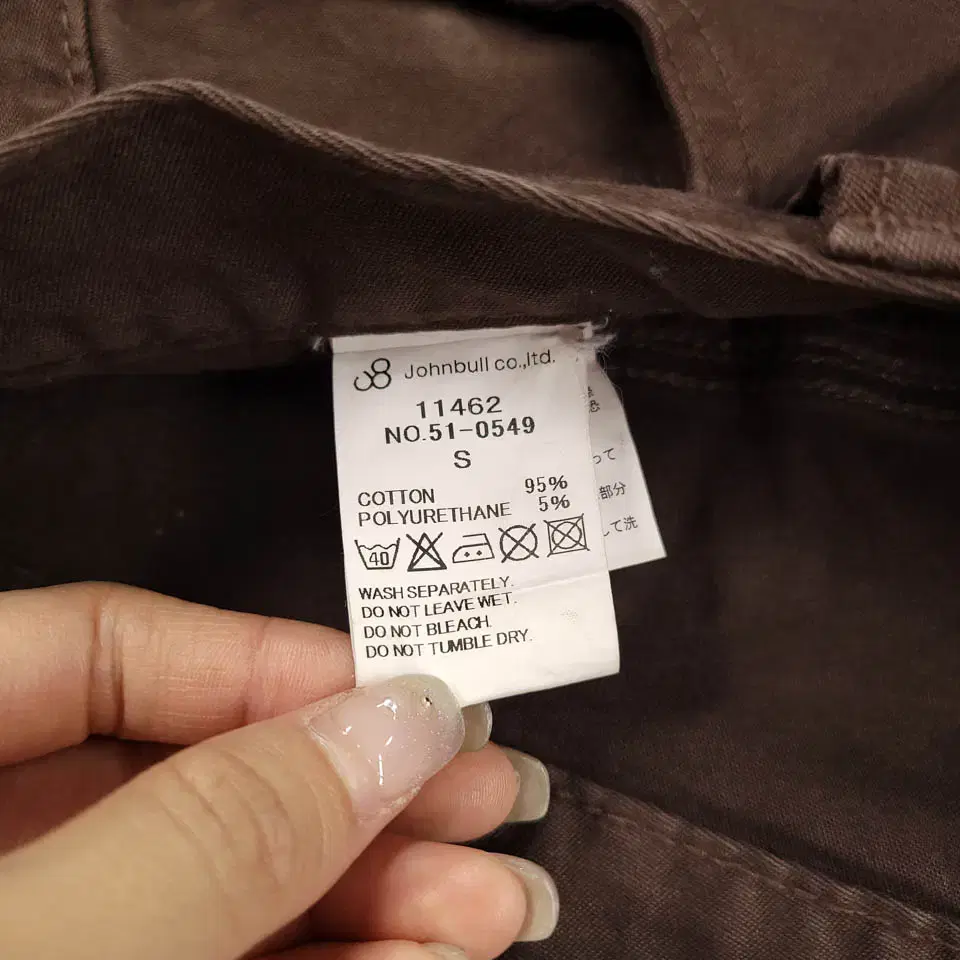 Johnbull co.,ltd.
11462
NO.51-0549
S
COTTON 95%
POLYURETHANE 5%
40
WASH SEPARATELY.
DO NOT LEAVE WET.
DO NOT BLEACH.
DO NOT TUMBLE DRY.
って
部分
して洗